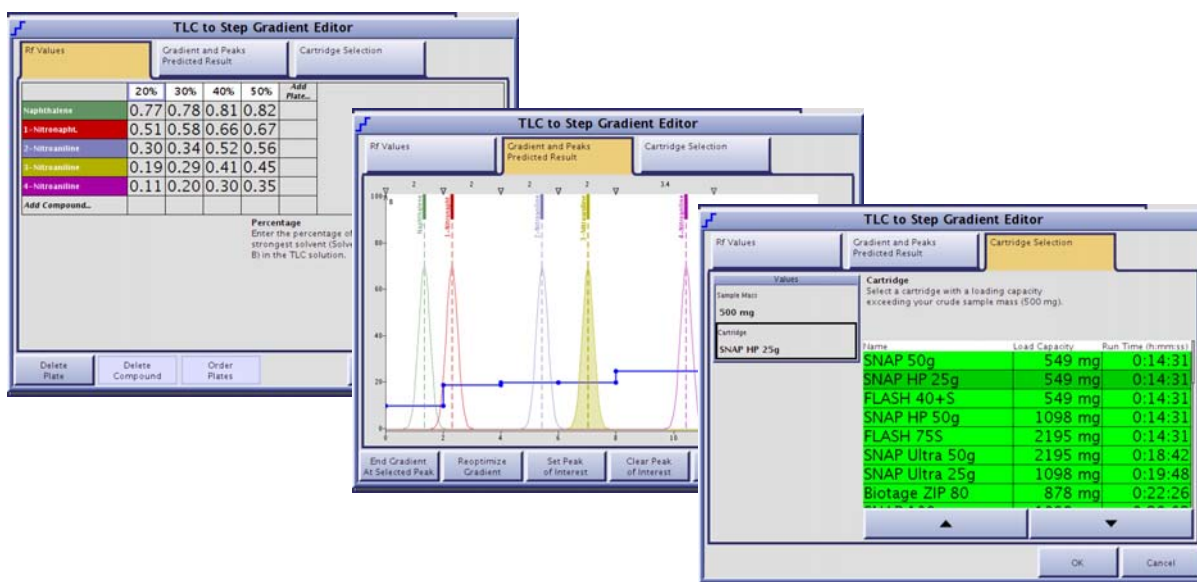 TLC to Step Gradient Editor
Rf Values
Gradient and Peaks
Predicted Result
Cartridge Selection
20% 30% 40% 50% Add
Plate...
Naphthalene 0.77 0.78 0.81 0.82
1-Nitronapht. 0.51 0.58 0.66 0.67
2-Nitroaniline 0.30 0.34 0.52 0.56
3-Nitroaniline 0.19 0.29 0.41 0.45
4-Nitroaniline 0.11 0.20 0.30 0.35
Add Compound...
Percentage
Enter the percentage of
strongest solvent (Solve
B) in the TLC solution.
Delete
Plate
Delete
Compound
Order
Plates
TLC to Step Gradient Editor
Rf Values
Gradient and Peaks
Predicted Result
Cartridge Selection
2 2 2 2 3.4
100
B
80
60
40
20
0
Naphthalene
1-Nitronapht.
2-Nitroaniline
3-Nitroaniline
4-Nitroaniline
0 2 4 6 8 10
End Gradient
At Selected Peak
Reoptimize
Gradient
Set Peak
of Interest
Clear Peak
of Interest
TLC to Step Gradient Editor
Rf Values
Gradient and Peaks
Predicted Result
Cartridge Selection
Values
Sample Mass
500 mg
Cartridge
SNAP HP 25g
Cartridge
Select a cartridge with a loading capacity
exceeding your crude sample mass (500 mg).
Name Load Capacity Run Time (h:mm:ss)
SNAP 50g 549 mg 0:14:31
SNAP HP 25g 549 mg 0:14:31
FLASH 40+S 549 mg 0:14:31
SNAP HP 50g 1098 mg 0:14:31
FLASH 75S 2195 mg 0:14:31
SNAP Ultra 50g 2195 mg 0:18:42
SNAP Ultra 25g 1098 mg 0:19:48
Biotage ZIP 80 878 mg 0:22:26
OK
Cancel